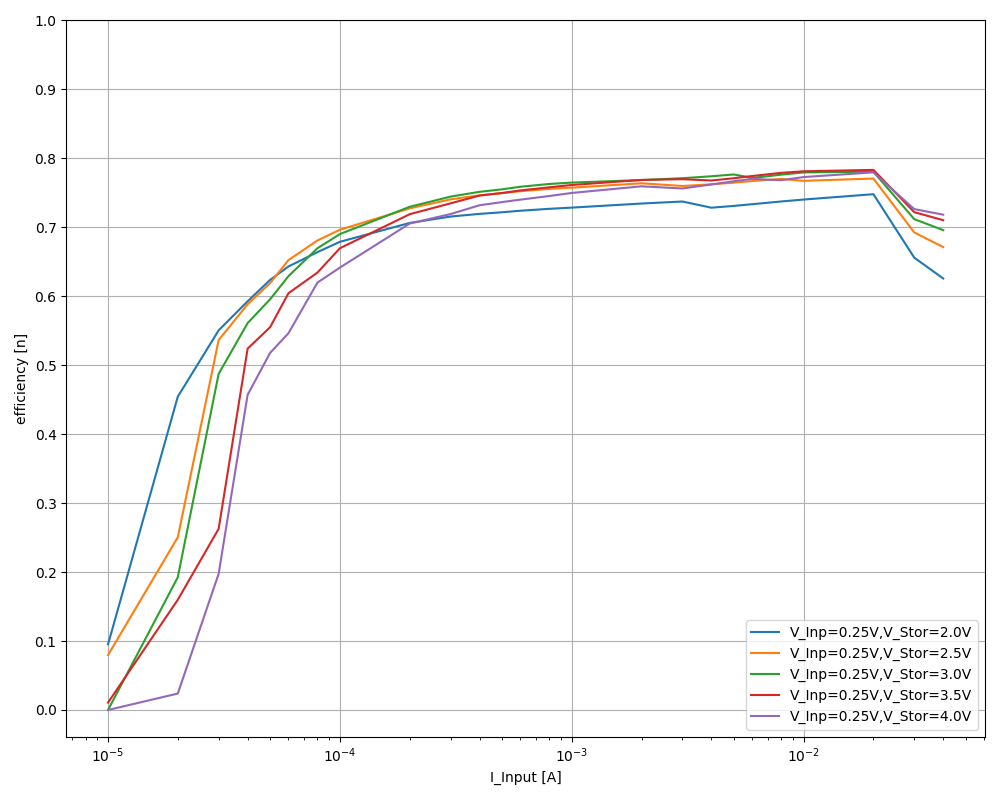 1.0
0.9
0.8
0.7
0.6
0.5
0.4
0.3
0.2
0.1
0.0
efficiency [n]
10⁻⁵ 10⁻⁴ 10⁻³ 10⁻²
I_Input [A]
V_Inp=0.25V,V_Stor=2.0V
V_Inp=0.25V,V_Stor=2.5V
V_Inp=0.25V,V_Stor=3.0V
V_Inp=0.25V,V_Stor=3.5V
V_Inp=0.25V,V_Stor=4.0V